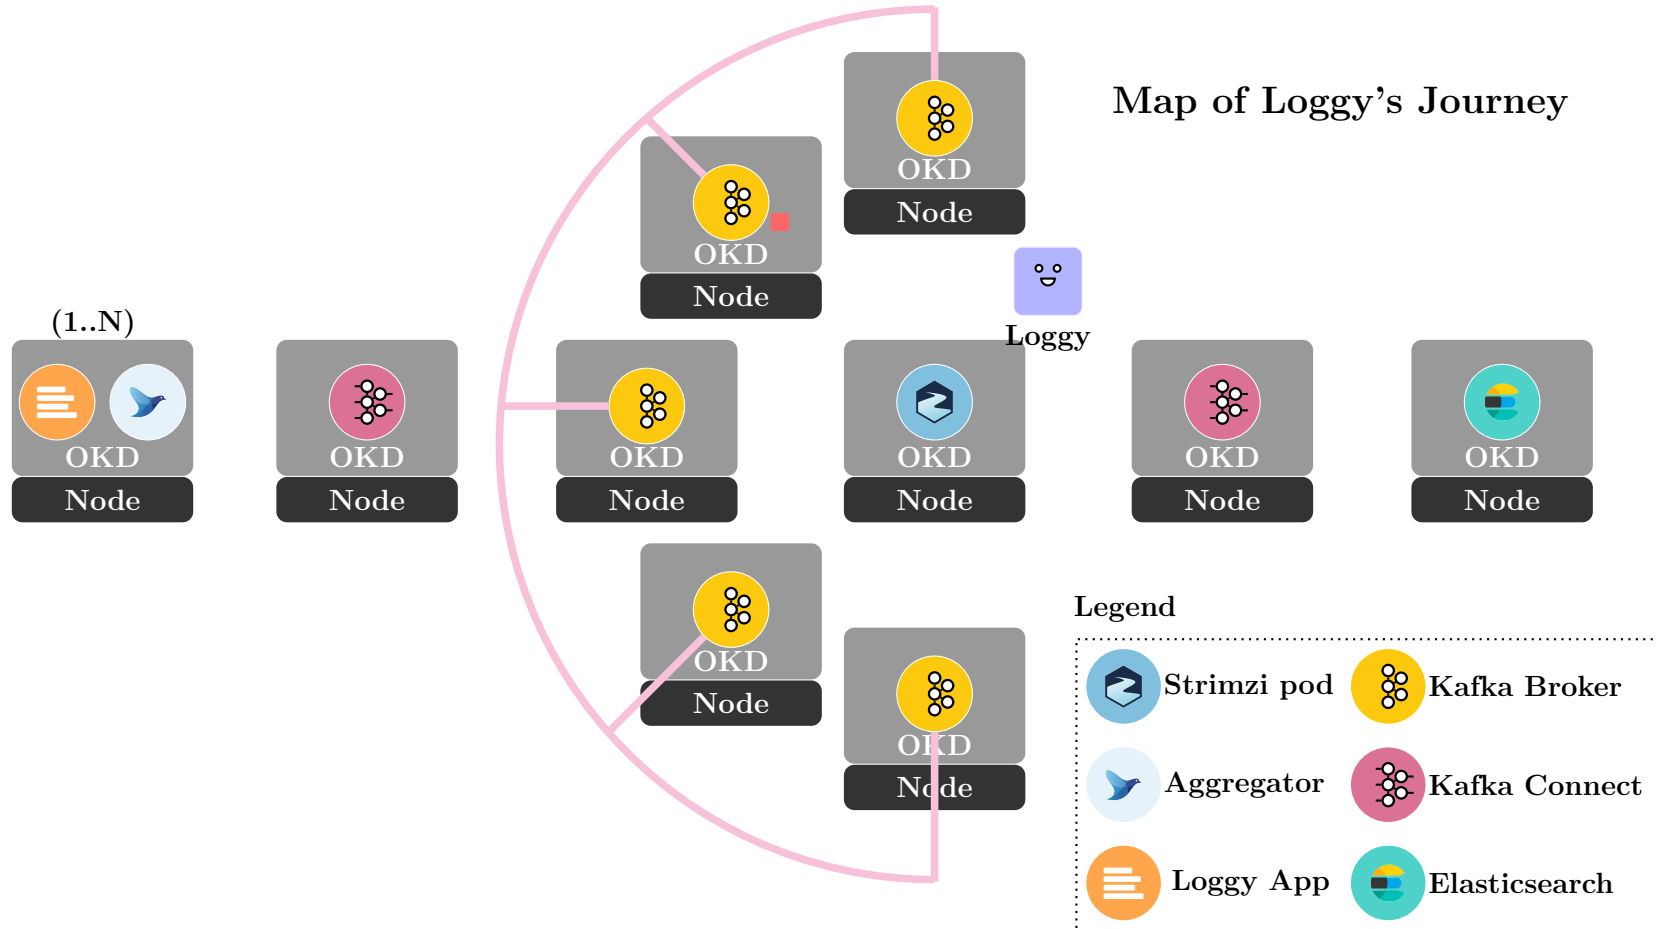 Map of Loggy's Journey
OKD
Node
OKD
Node
Loggy
(1..N)
OKD
Node
OKD
Node
OKD
Node
OKD
Node
OKD
Node
OKD
Node
OKD
Node
OKD
Node
Legend
Strimzi pod
Kafka Broker
Aggregator
Kafka Connect
Loggy App
Elasticsearch